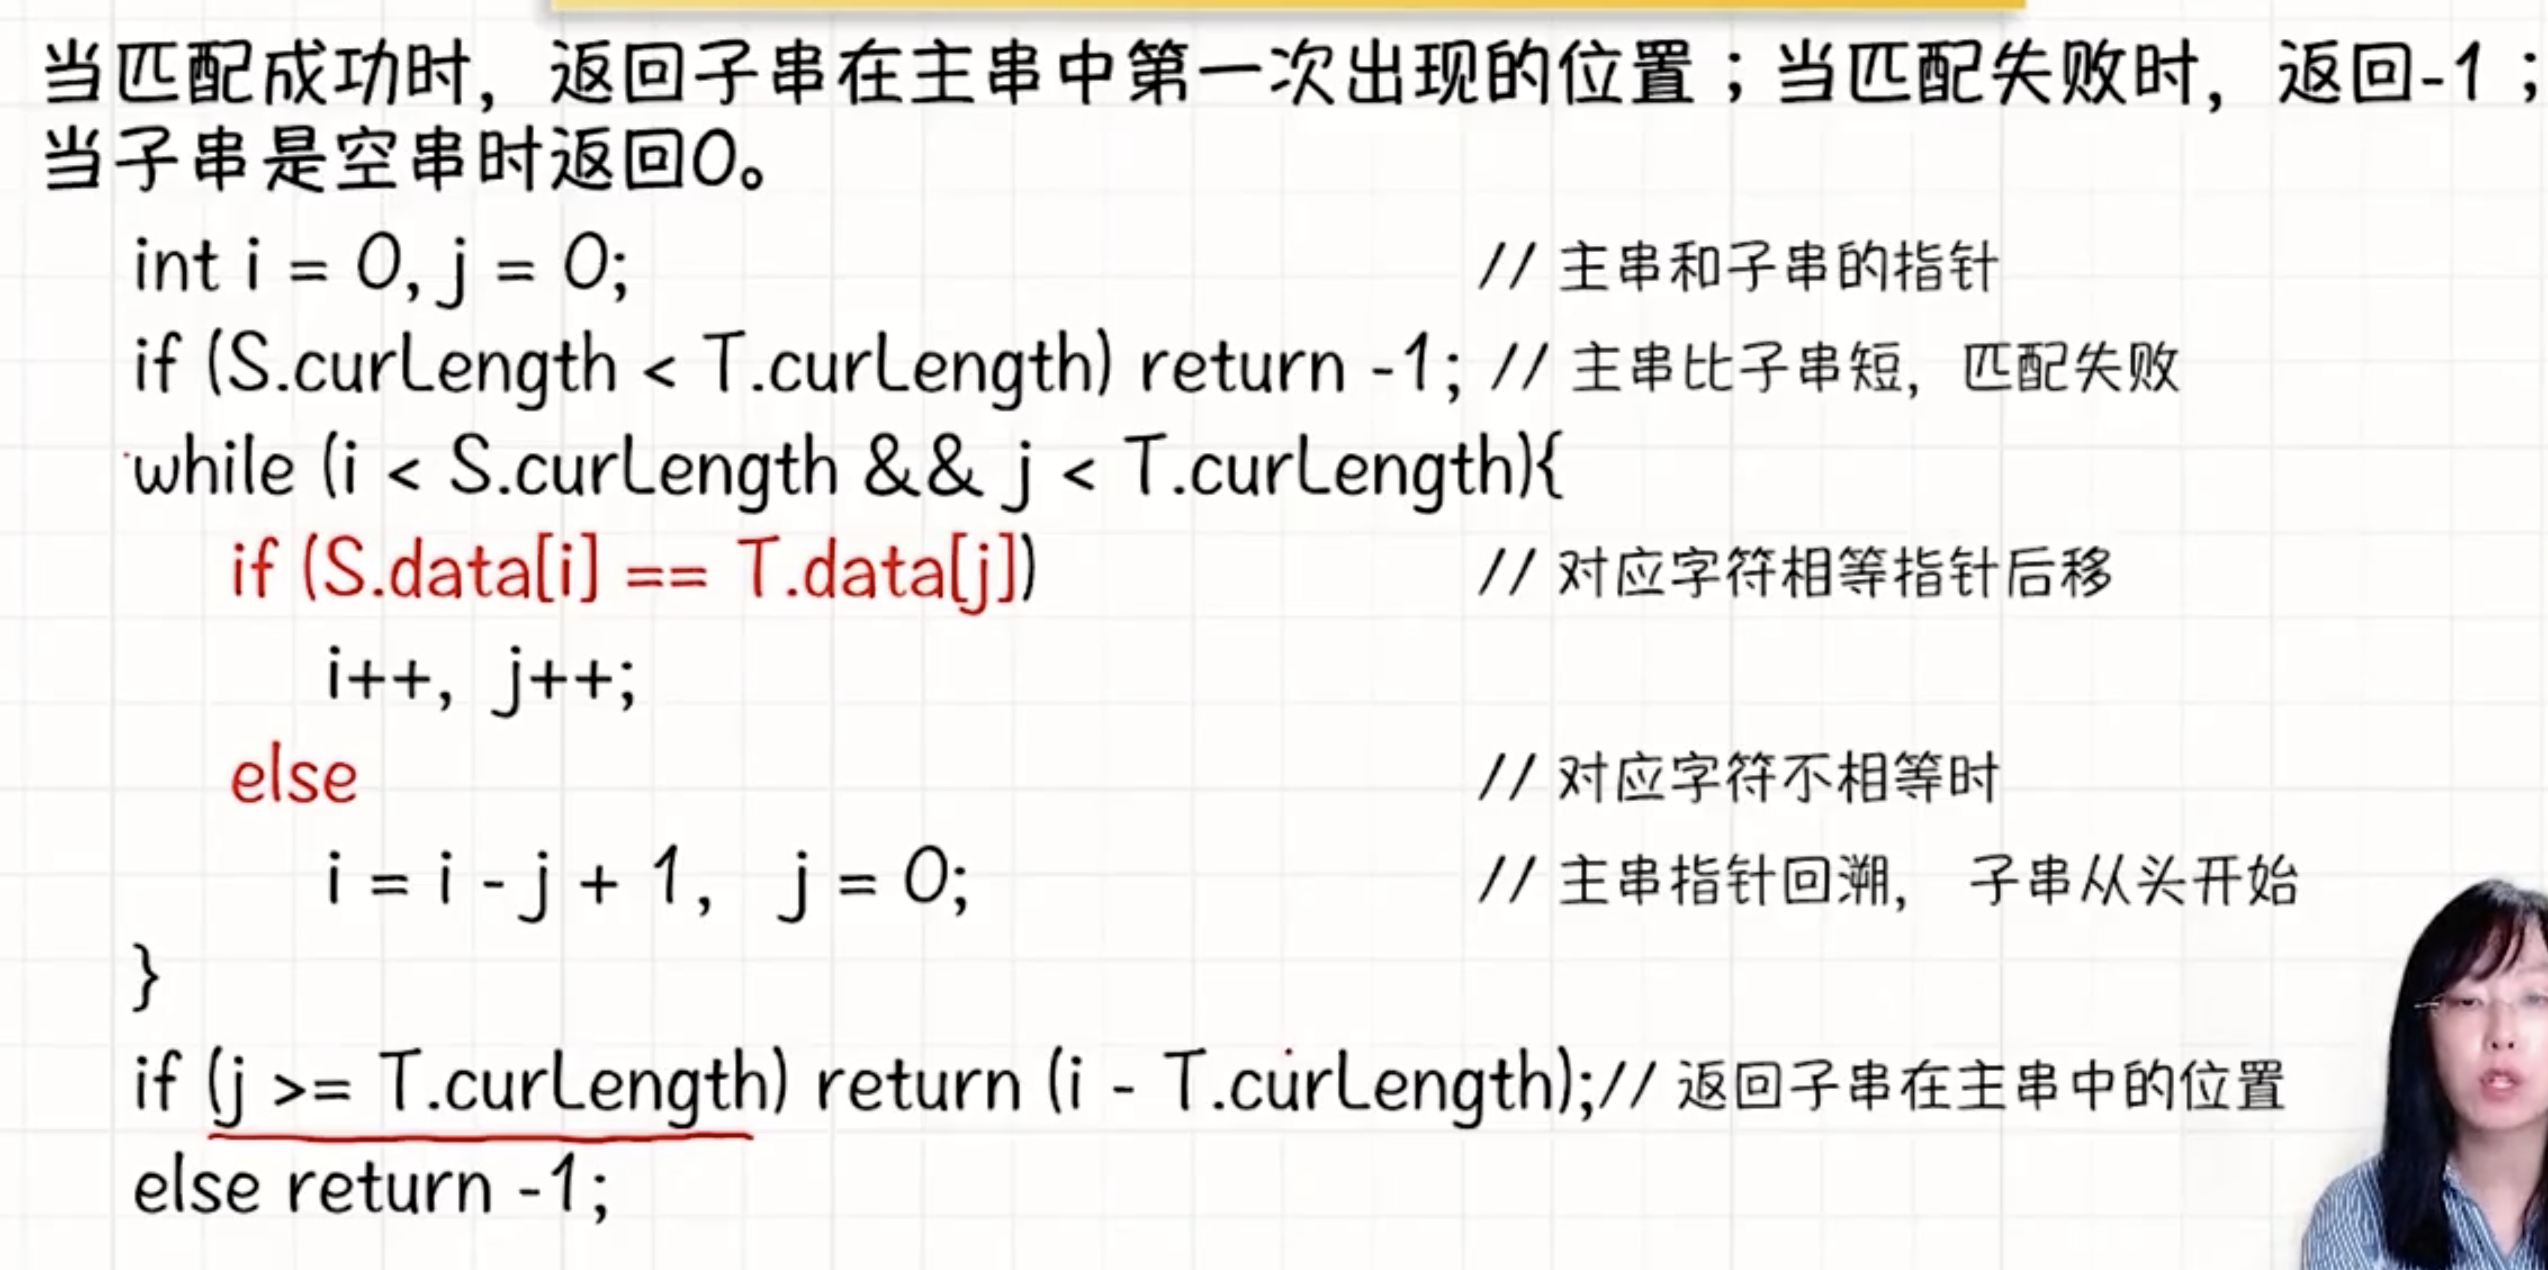 当匹配成功时，返回子串在主串中第一次出现的位置；当匹配失败时，返回-1；
当子串是空串时返回0。
int i = 0, j = 0; // 主串和子串的指针
if (S.curLength < T.curLength) return -1; // 主串比子串短，匹配失败
while (i < S.curLength && j < T.curLength){
if (S.data[i] == T.data[j]) // 对应字符相等指针后移
i++, j++;
else // 对应字符不相等时
i = i - j + 1, j = 0; // 主串指针回溯， 子串从头开始
}
if (j >= T.curLength) return (i - T.curLength);// 返回子串在主串中的位置
else return -1;